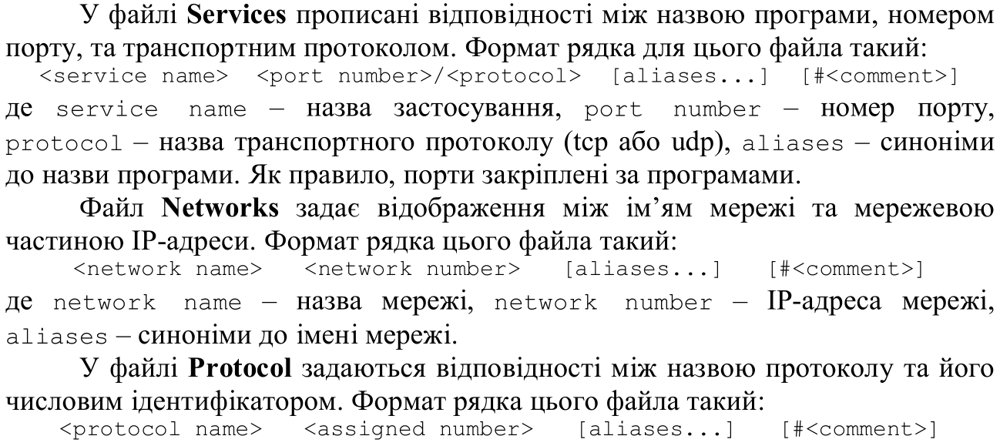 У файлі Services прописані відповідності між назвою програми, номером
порту, та транспортним протоколом. Формат рядка для цього файла такий:
<service name> <port number>/<protocol> [aliases...] [#<comment>]
де service name – назва застосування, port number – номер порту,
protocol – назва транспортного протоколу (tcp або udp), aliases – синоніми
до назви програми. Як правило, порти закріплені за програмами.
Файл Networks задає відображення між ім’ям мережі та мережевою
частиною IP-адреси. Формат рядка цього файла такий:
<network name> <network number> [aliases...] [#<comment>]
де network name – назва мережі, network number – IP-адреса мережі,
aliases – синоніми до імені мережі.
У файлі Protocol задаються відповідності між назвою протоколу та його
числовим ідентифікатором. Формат рядка цього файла такий:
<protocol name> <assigned number> [aliases...] [#<comment>]